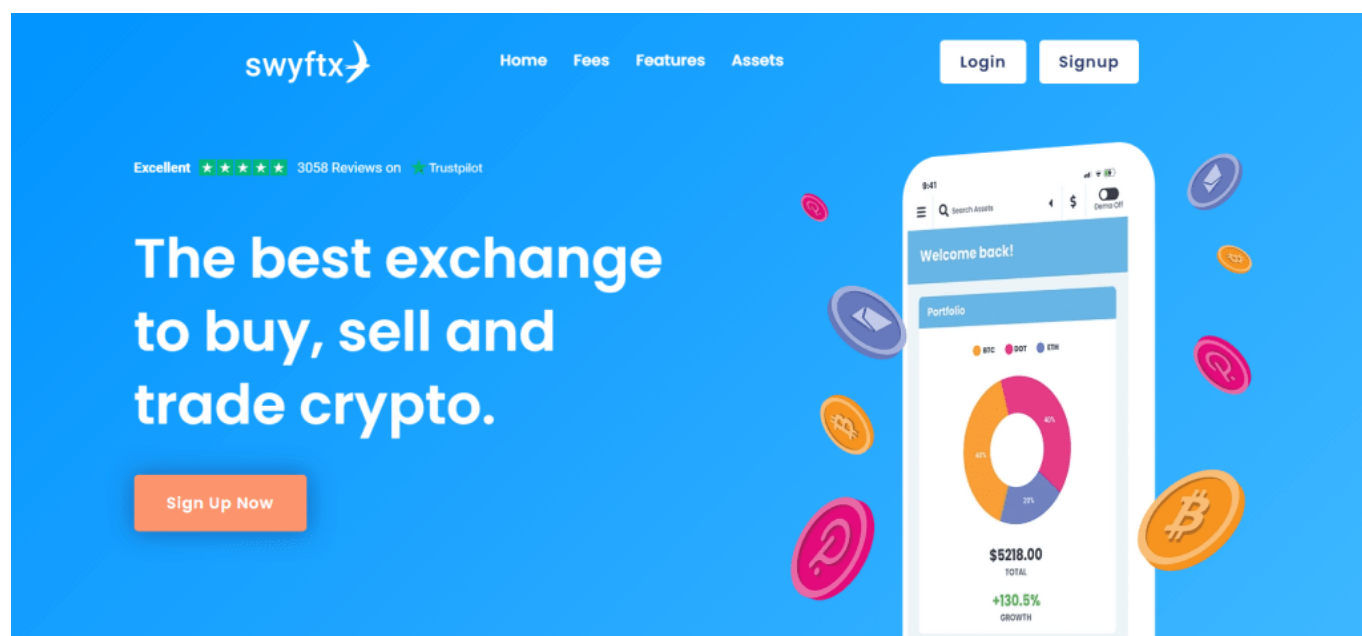 swyftx
Home Fees Features Assets
Login Signup
Excellent 3058 Reviews on Trustpilot
The best exchange
to buy, sell and
trade crypto.
Sign Up Now
9:41
Search Assets $ Demo Off
Welcome back!
Portfolio
BTC DOT ETH
40%
40%
20%
$5218.00
TOTAL
+130.5%
GROWTH